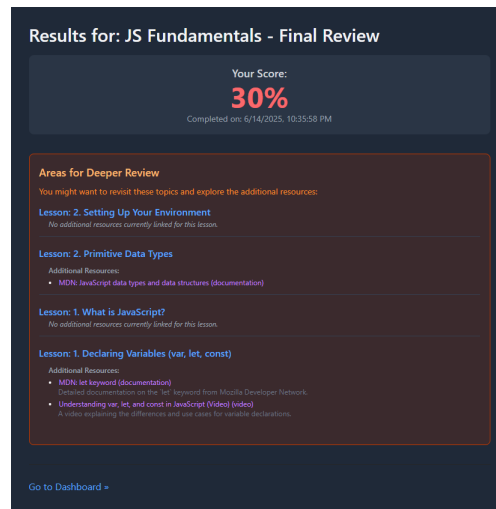 Results for: JS Fundamentals - Final Review
Your Score:
30%
Completed on: 6/14/2025, 10:35:58 PM
Areas for Deeper Review
You might want to revisit these topics and explore the additional resources:
Lesson: 2. Setting Up Your Environment
No additional resources currently linked for this lesson.
Lesson: 2. Primitive Data Types
Additional Resources:
• MDN: JavaScript data types and data structures (documentation)
Lesson: 1. What is JavaScript?
No additional resources currently linked for this lesson.
Lesson: 1. Declaring Variables (var, let, const)
Additional Resources:
• MDN: let keyword (documentation)
Detailed documentation on the 'let' keyword from Mozilla Developer Network.
• Understanding var, let, and const in JavaScript (Video) (video)
A video explaining the differences and use cases for variable declarations.
Go to Dashboard »